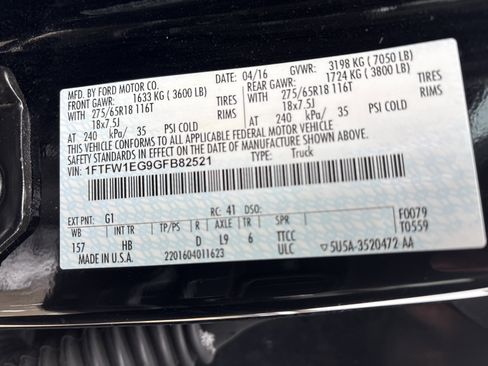 MFD. BY FORD MOTOR CO.
04/16 GVWR: 3198 KG ( 7050 LB)
FRONT GAWR: 1633 KG ( 3600 LB)
REAR GAWR: 1724 KG ( 3800 LB)
WITH 275/65R18 116T TIRES
WITH 275/65R18 116T TIRES
18x7.5J RIMS
18x7.5J RIMS
AT 240 kPa/ 35 PSI COLD
AT 240 kPa/ 35 PSI COLD
THIS VEHICLE CONFORMS TO ALL APPLICABLE FEDERAL MOTOR VEHICLE
SAFETY STANDARDS IN EFFECT ON THE DATE OF MANUFACTURE SHOWN ABOVE.
VIN: 1FTFW1EG9GFB82521
TYPE: Truck
EXT PNT: G1 RC: 41 DSO:
F0079
WB TP/PS R AXLE TR SPR
T0559
157 HB D L9 6 TTCC
MADE IN U.S.A. ULC
2201604011623
5U5A-3520472-AA